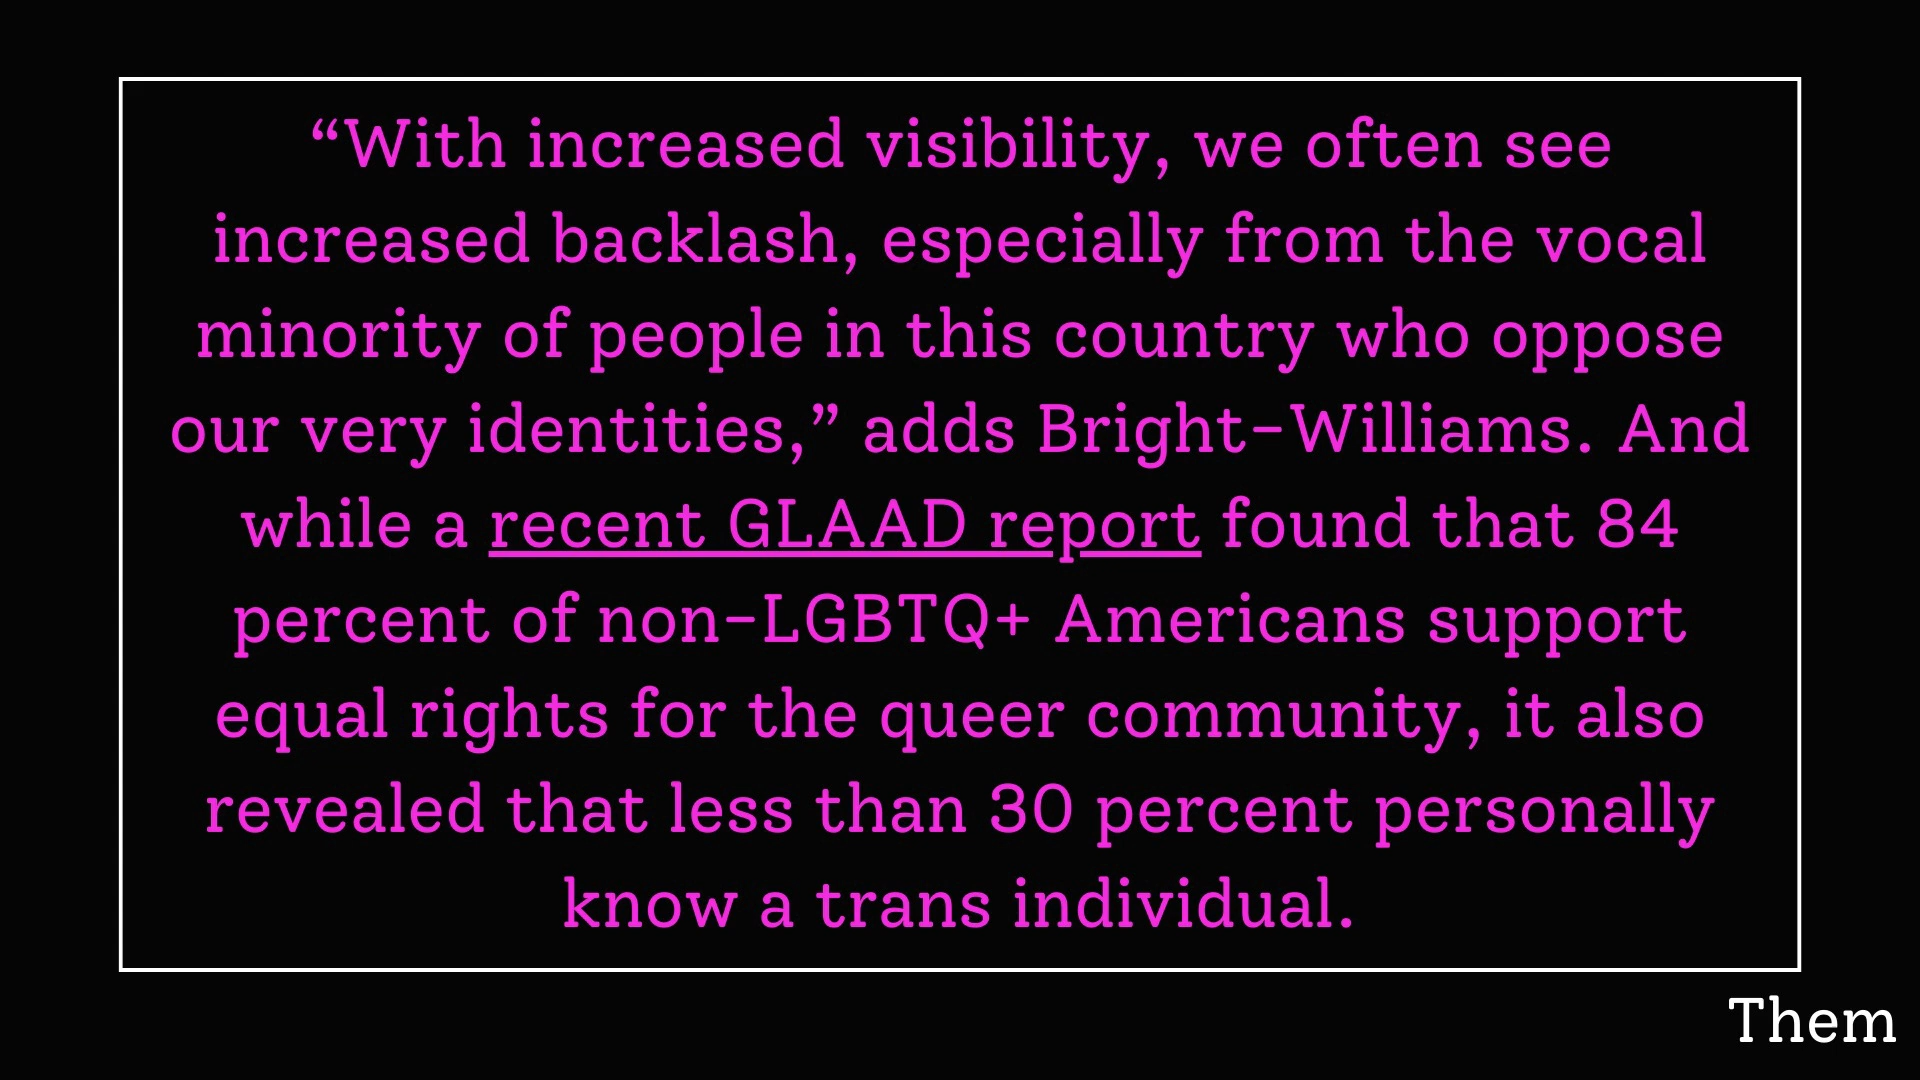 “With increased visibility, we often see
increased backlash, especially from the vocal
minority of people in this country who oppose
our very identities,” adds Bright-Williams. And
while a recent GLAAD report found that 84
percent of non-LGBTQ+ Americans support
equal rights for the queer community, it also
revealed that less than 30 percent personally
know a trans individual.
Them